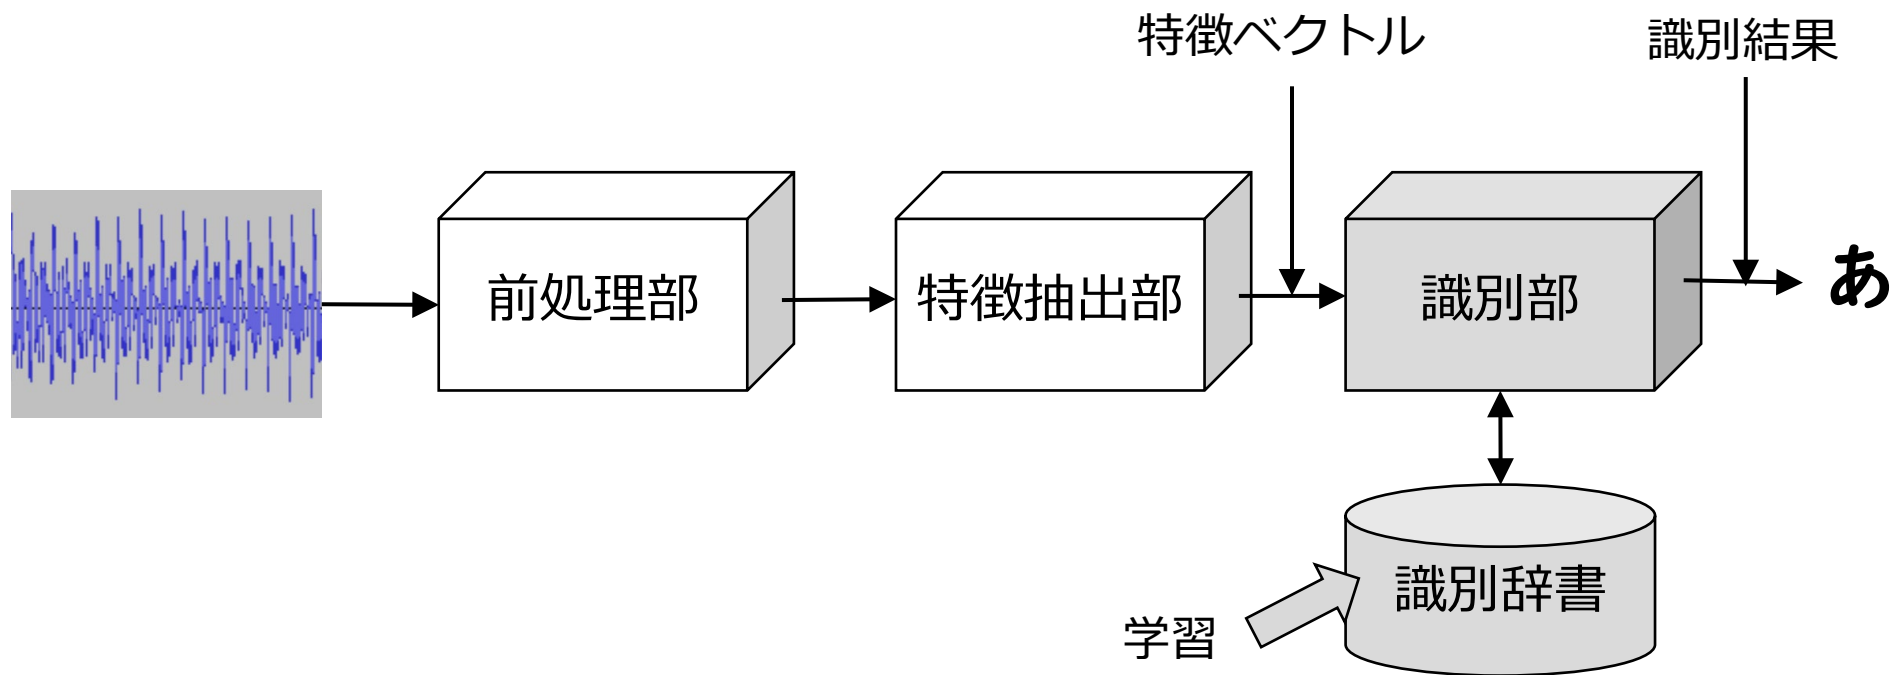 特徴ベクトル
識別結果
前処理部
特徴抽出部
識別部
あ
識別辞書
学習